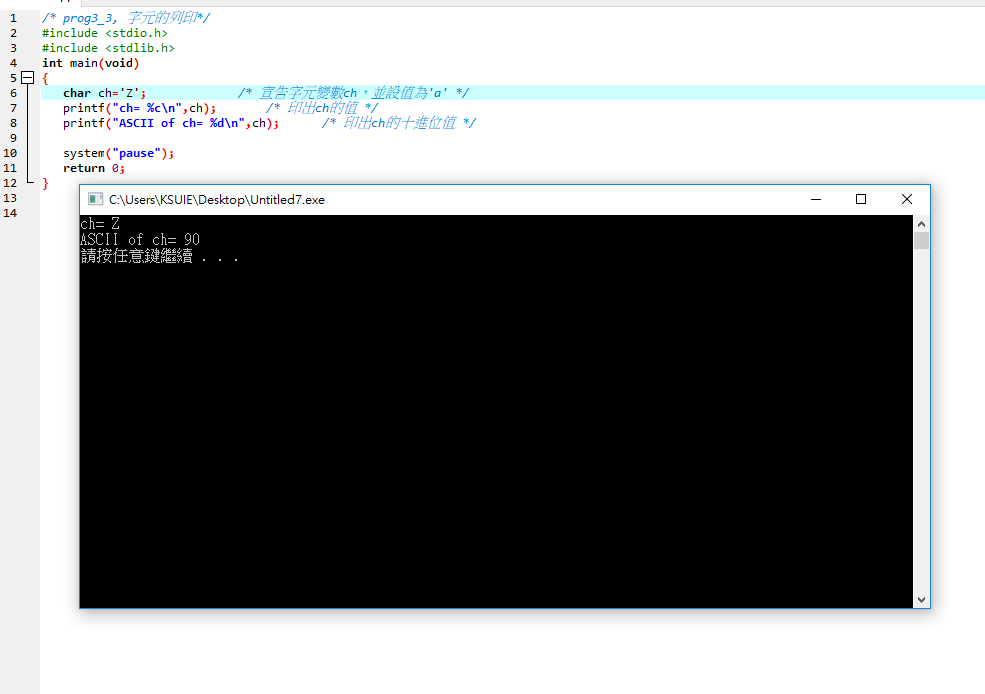 1 /* prog3_3, 字元的列印*/
2 #include <stdio.h>
3 #include <stdlib.h>
4 int main(void)
5 {
6 char ch='Z'; /* 宣告字元變數ch，並設值為'a' */
7 printf("ch= %c\n",ch); /* 印出ch的值 */
8 printf("ASCII of ch= %d\n",ch); /* 印出ch的十進位值 */
9
10 system("pause");
11 return 0;
12 }
13
14
C:\Users\KSUIE\Desktop\Untitled7.exe
ch= Z
ASCII of ch= 90
請按任意鍵繼續 . . .